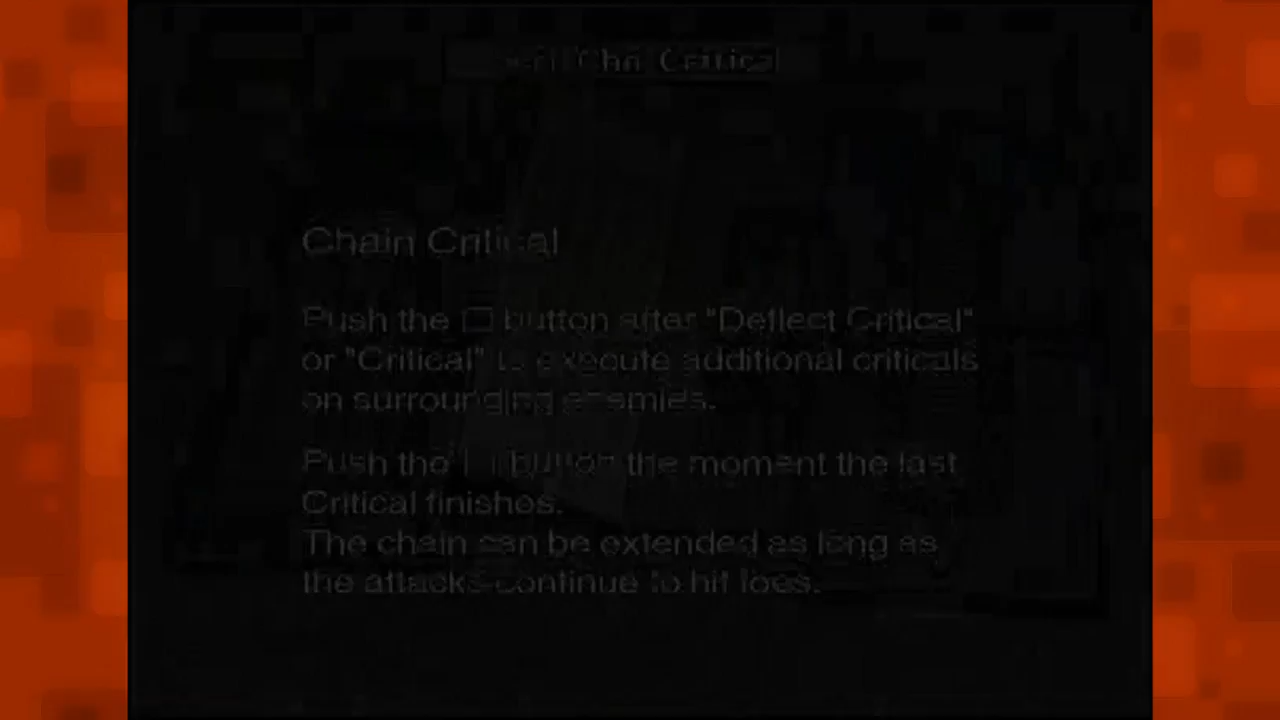 Critical
Chain Critical
Push the □ button after "Deflect Critical"
or "Critical" to execute additional criticals
on surrounding enemies.
Push the □ button the moment the last
Critical finishes.
The chain can be extended as long as
the attacks continue to hit foes.